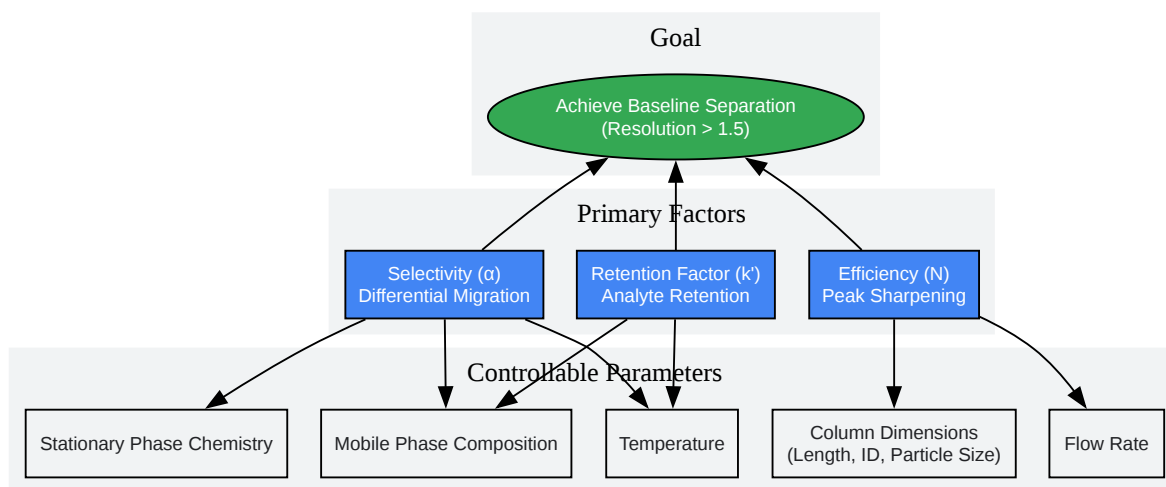 Goal
Achieve Baseline Separation
(Resolution > 1.5)
Primary Factors
Selectivity (α)
Differential Migration
Retention Factor (k')
Analyte Retention
Efficiency (N)
Peak Sharpening
Controllable Parameters
Stationary Phase Chemistry
Mobile Phase Composition
Temperature
Column Dimensions
(Length, ID, Particle Size)
Flow Rate